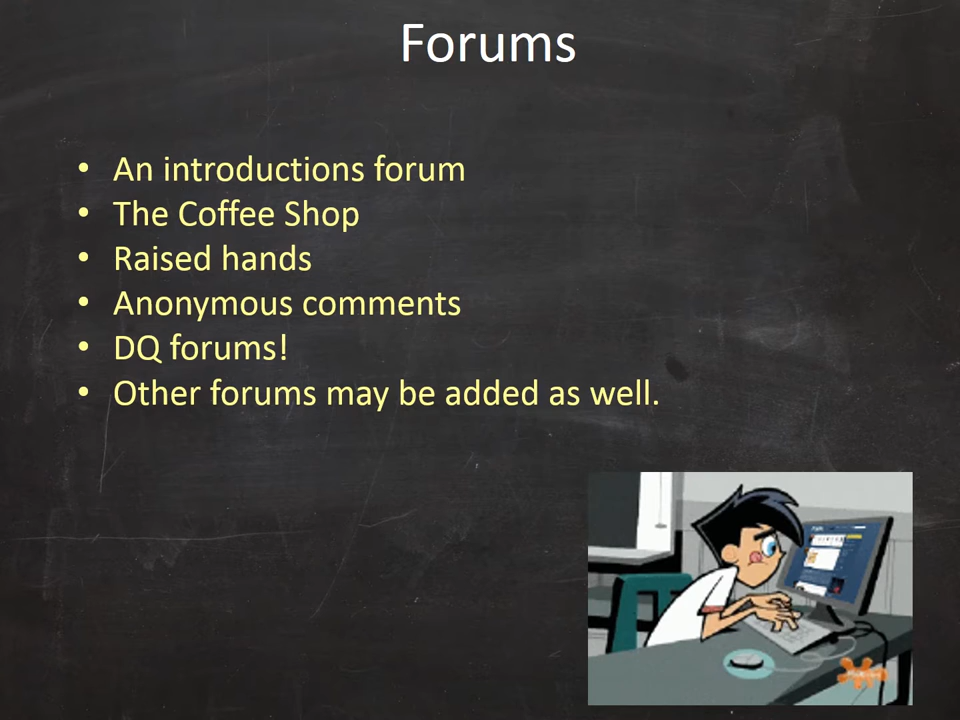 Forums
• An introductions forum
• The Coffee Shop
• Raised hands
• Anonymous comments
• DQ forums!
• Other forums may be added as well.